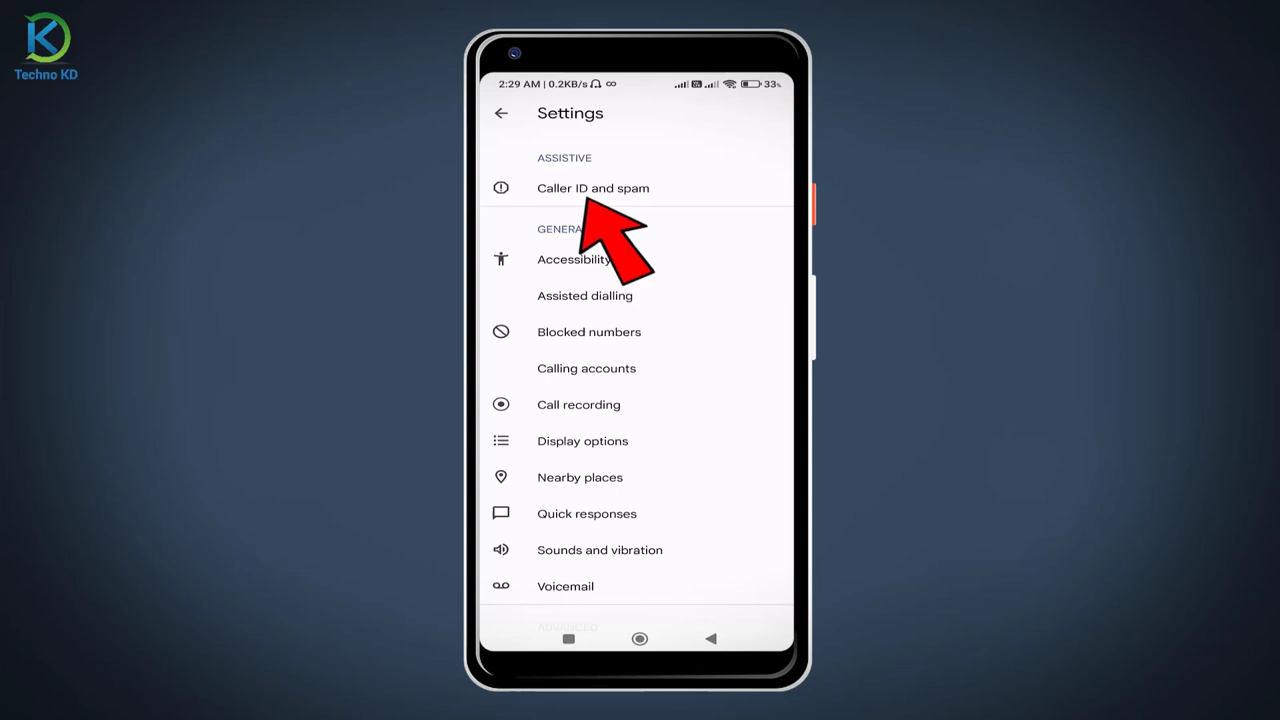 Techno KD
2:29 AM | 0.2KB/s 33%
Settings
ASSISTIVE
Caller ID and spam
GENERA
Accessibility
Assisted dialling
Blocked numbers
Calling accounts
Call recording
Display options
Nearby places
Quick responses
Sounds and vibration
Voicemail
ADVANCED